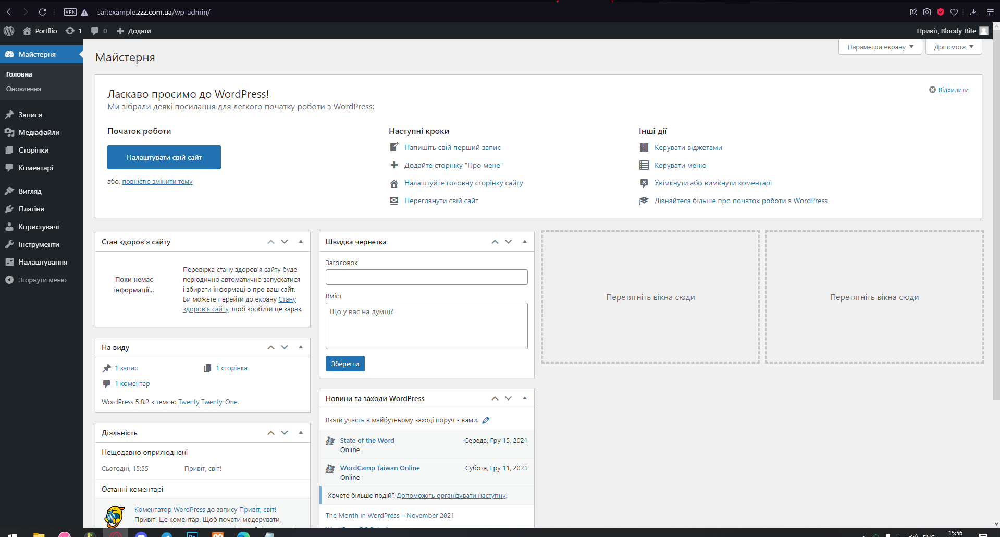 VPN
saitexample.zzz.com.ua/wp-admin/
Portflio
1
0
Додати
Привіт, Bloody_Bite
Майстерня
Головна
Оновлення
Записи
Медіафайли
Сторінки
Коментарі
Вигляд
Плагіни
Користувачі
Інструменти
Налаштування
Згорнути меню
Майстерня
Параметри екрану
Допомога
Ласкаво просимо до WordPress!
Ми зібрали деякі посилання для легкого початку роботи з WordPress:
Відхилити
Початок роботи
Налаштувати свій сайт
або, повністю змінити тему
Наступні кроки
Напишіть свій перший запис
Додайте сторінку "Про мене"
Налаштуйте головну сторінку сайту
Переглянути свій сайт
Інші дії
Керувати віджетами
Керувати меню
Увімкнути або вимкнути коментарі
Дізнайтеся більше про початок роботи з WordPress
Стан здоров'я сайту
Поки немає
інформації...
Перевірка стану здоров'я сайту буде
періодично автоматично запускатися
і збирати інформацію про ваш сайт.
Ви можете перейти до екрану Стану
здоров'я сайту, щоб зробити це зараз.
На виду
1 запис
1 сторінка
1 коментар
WordPress 5.8.2 з темою Twenty Twenty-One.
Діяльність
Нещодавно оприлюднені
Сьогодні, 15:55
Привіт, світ!
Останні коментарі
Коментатор WordPress до запису Привіт, світ!
Привіт! Це коментар. Щоб почати модерувати,
Швидка чернетка
Заголовок
Вміст
Що у вас на думці?
Зберегти
Новини та заходи WordPress
Взяти участь в майбутньому заході поруч з вами.
State of the Word
Середа, Гру 15, 2021
Online
WordCamp Taiwan Online
Субота, Гру 11, 2021
Online
Хочете більше подій? Допоможіть організувати наступну!
The Month in WordPress – November 2021
Перетягніть вікна сюди
Перетягніть вікна сюди
15:56